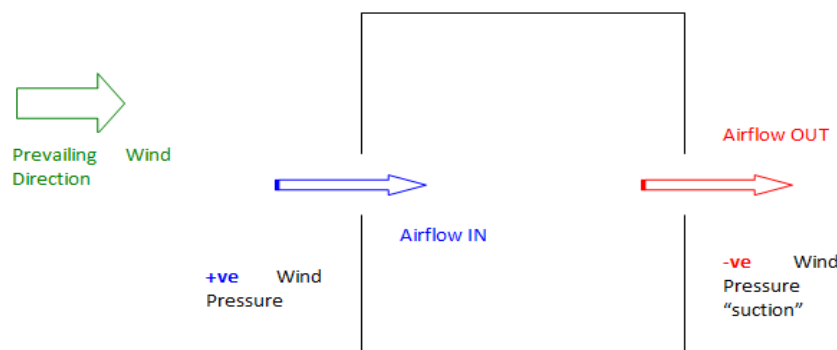 Prevailing Wind
Direction
Airflow OUT
Airflow IN
+ve Wind
Pressure
-ve Wind
Pressure
“suction”